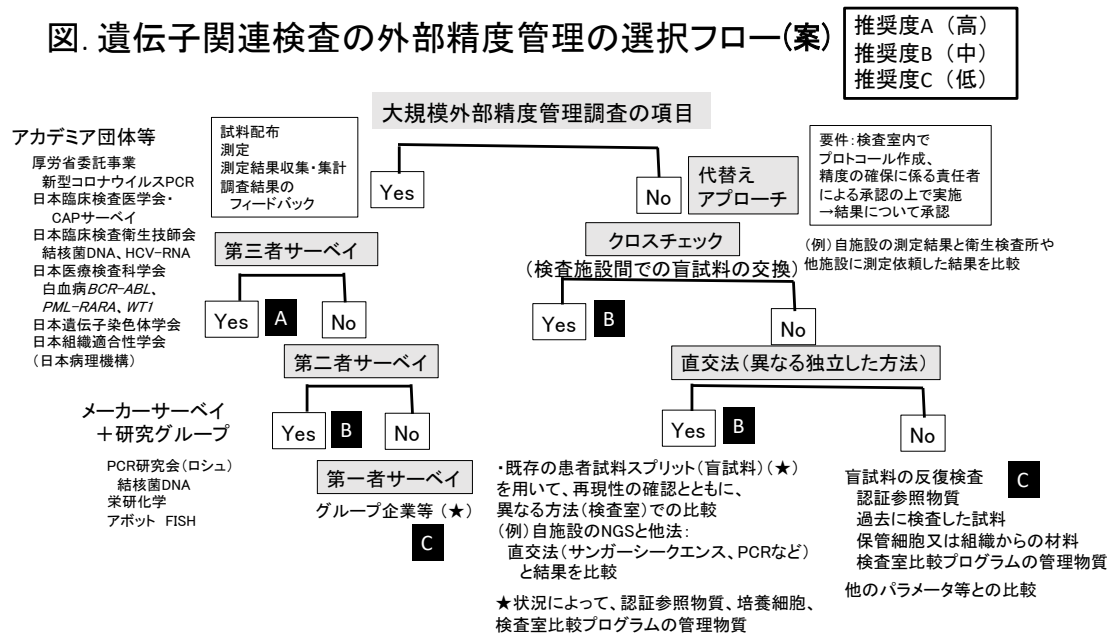 図. 遺伝子関連検査の外部精度管理の選択フロー(案)
推奨度A（高）
推奨度B（中）
推奨度C（低）
大規模外部精度管理調査の項目
アカデミア団体等
厚労省委託事業
新型コロナウイルスPCR
日本臨床検査医学会・
CAPサーベイ
日本臨床検査衛生技師会
結核菌DNA、HCV-RNA
日本医療検査科学会
白血病BCR-ABL、
PML-RARA、WT1
日本遺伝子染色体学会
日本組織適合性学会
（日本病理機構）
試料配布
測定
測定結果収集・集計
調査結果の
フィードバック
Yes
No
代替え
アプローチ
要件：検査室内で
プロトコール作成、
精度の確保に係る責任者
による承認の上で実施
→結果について承認
（例）自施設の測定結果と衛生検査所や
他施設に測定依頼した結果を比較
第三者サーベイ
クロスチェック
（検査施設間での盲試料の交換）
Yes
A
No
Yes
B
No
第二者サーベイ
直交法（異なる独立した方法）
メーカーサーベイ
＋研究グループ
PCR研究会（ロシュ）
結核菌DNA
栄研化学
アボット FISH
Yes
B
No
Yes
B
No
第一者サーベイ
グループ企業等（★）
C
・既存の患者試料スプリット（盲試料）（★）
を用いて、再現性の確認とともに、
異なる方法（検査室）での比較
（例）自施設のNGSと他法：
直交法（サンガーシークエンス、PCRなど）
と結果を比較
★状況によって、認証参照物質、培養細胞、
検査室比較プログラムの管理物質
盲試料の反復検査
C
認証参照物質
過去に検査した試料
保管細胞又は組織からの材料
検査室比較プログラムの管理物質
他のパラメータ等との比較